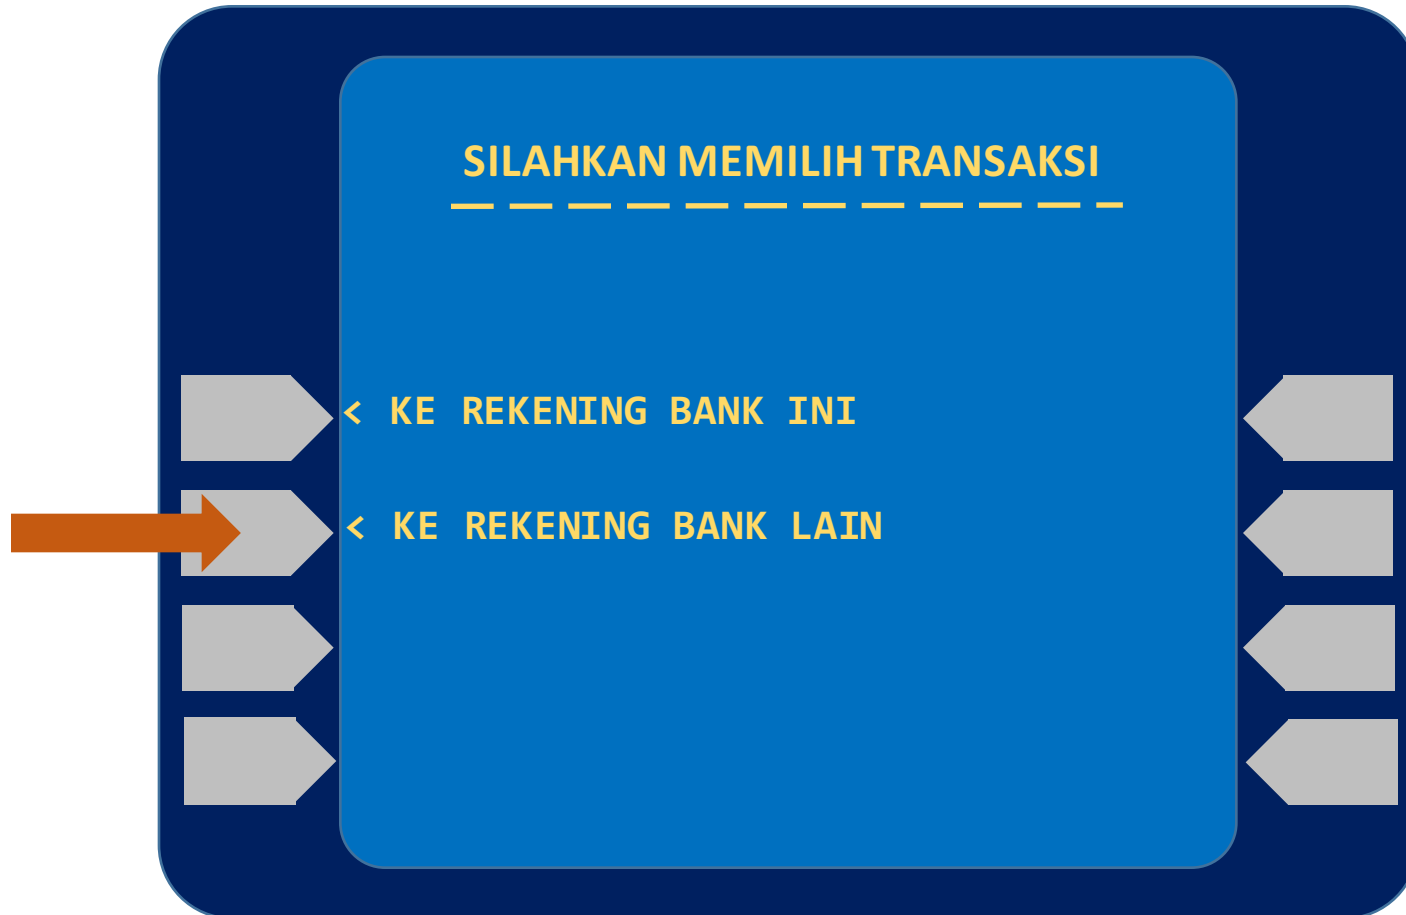 SILAHKAN MEMILIH TRANSAKSI
< KE REKENING BANK INI
< KE REKENING BANK LAIN